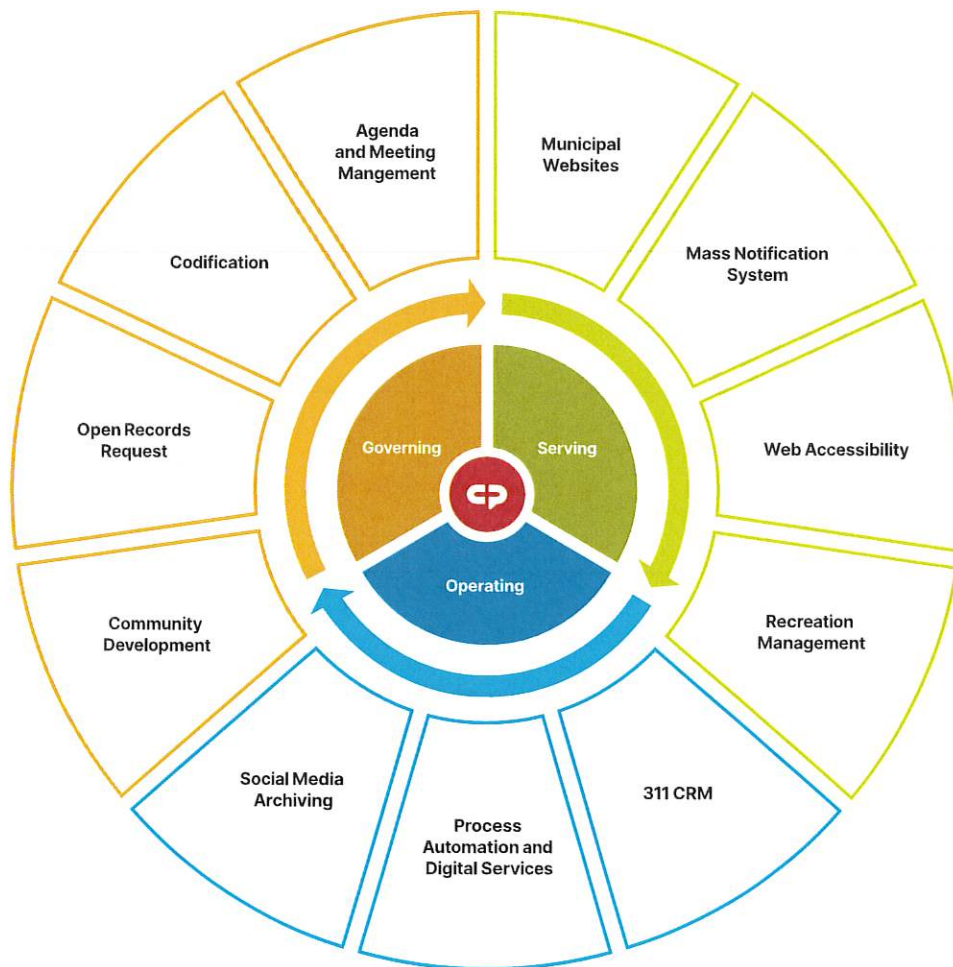 Agenda
and Meeting
Mangement
Municipal
Websites
Mass Notification
System
Web Accessibility
Recreation
Management
311 CRM
Process
Automation and
Digital Services
Social Media
Archiving
Community
Development
Open Records
Request
Codification
Governing
Serving
Operating